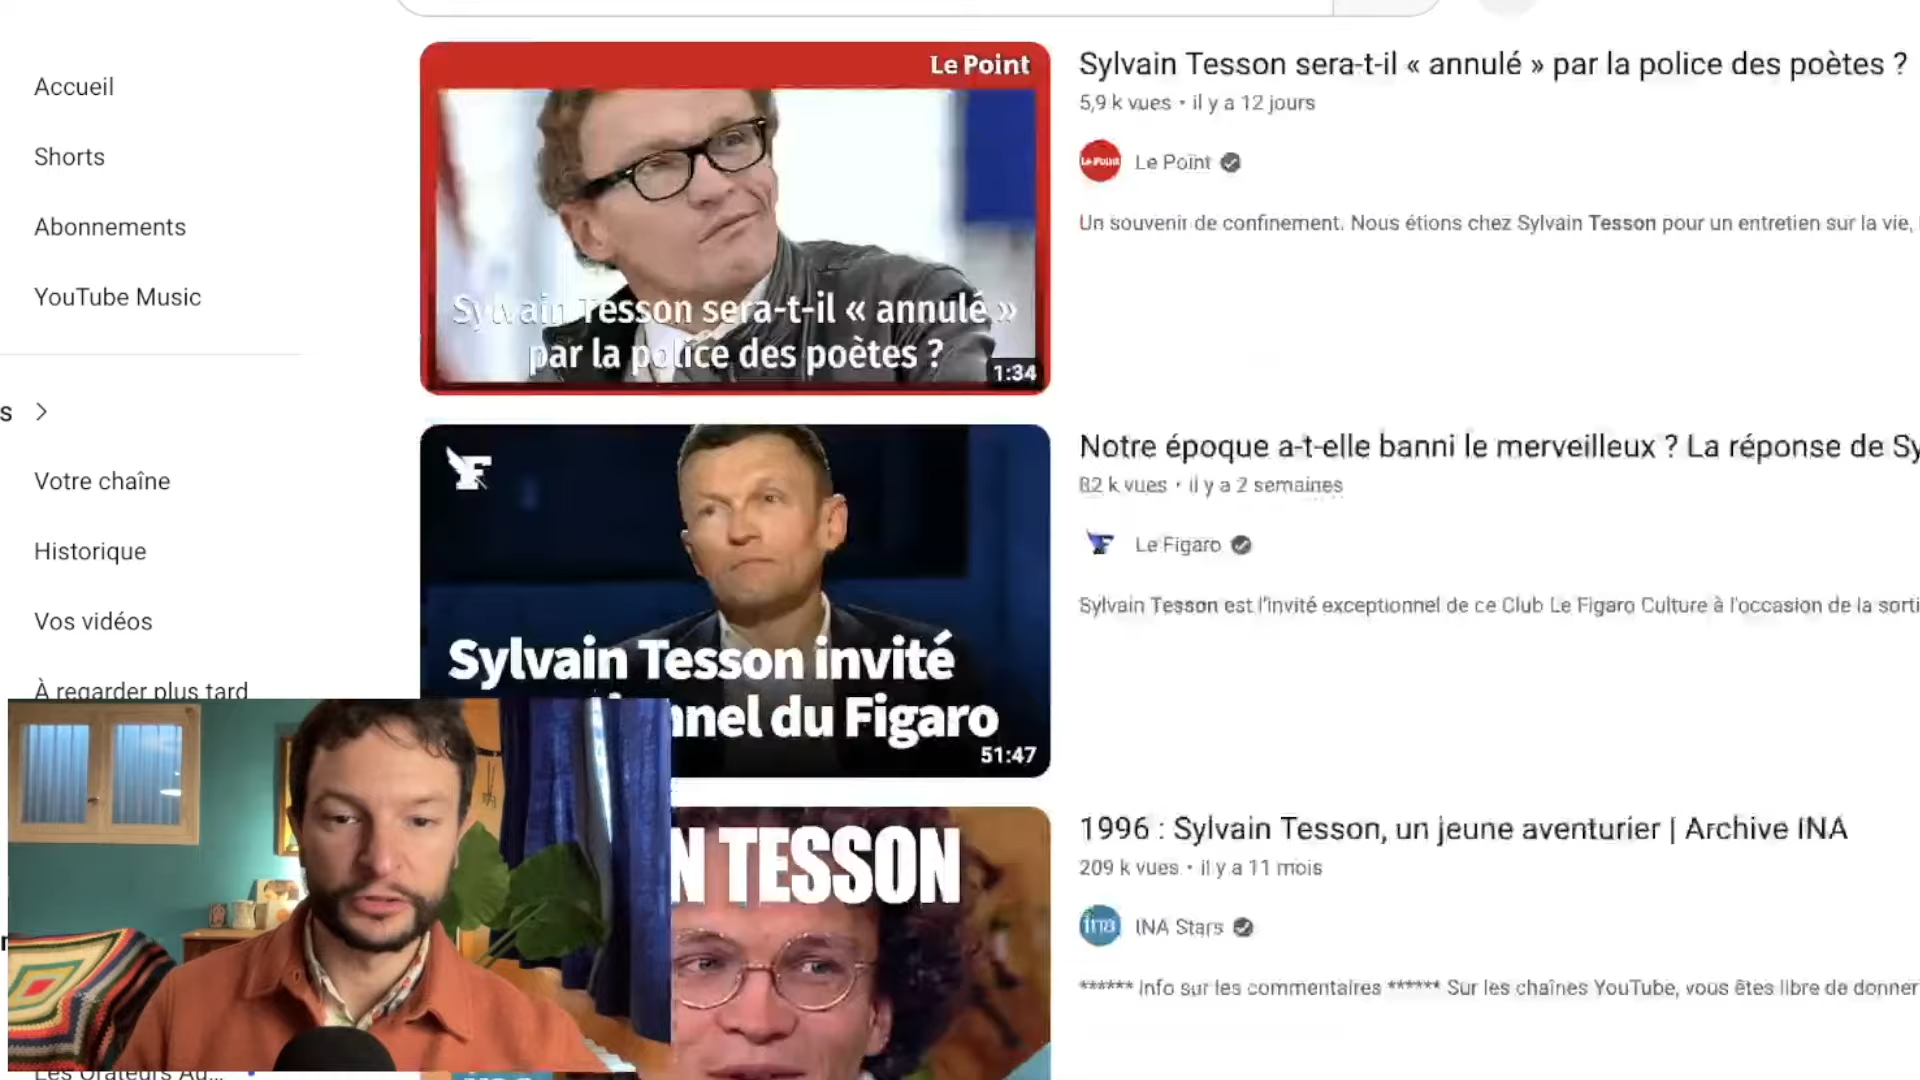 Accueil
Shorts
Abonnements
YouTube Music
s
Votre chaîne
Historique
Vos vidéos
À regarder plus tard
Le Point
Sylvain Tesson sera-t-il « annulé »
par la police des poètes ?
1:34
Sylvain Tesson sera-t-il « annulé » par la police des poètes ?
5,9 k vues • il y a 12 jours
Le Point
Le Point
Un souvenir de confinement. Nous étions chez Sylvain Tesson pour un entretien sur la vie,
F
Sylvain Tesson invité
nnel du Figaro
51:47
Notre époque a-t-elle banni le merveilleux ? La réponse de Sy
82 k vues • il y a 2 semaines
F
Le Figaro
Sylvain Tesson est l'invité exceptionnel de ce Club Le Figaro Culture à l'occasion de la sorti
N TESSON
1996 : Sylvain Tesson, un jeune aventurier | Archive INA
209 k vues • il y a 11 mois
ina
INA Stars
****** Info sur les commentaires ****** Sur les chaînes YouTube, vous êtes libre de donner
Les Orateurs Au...